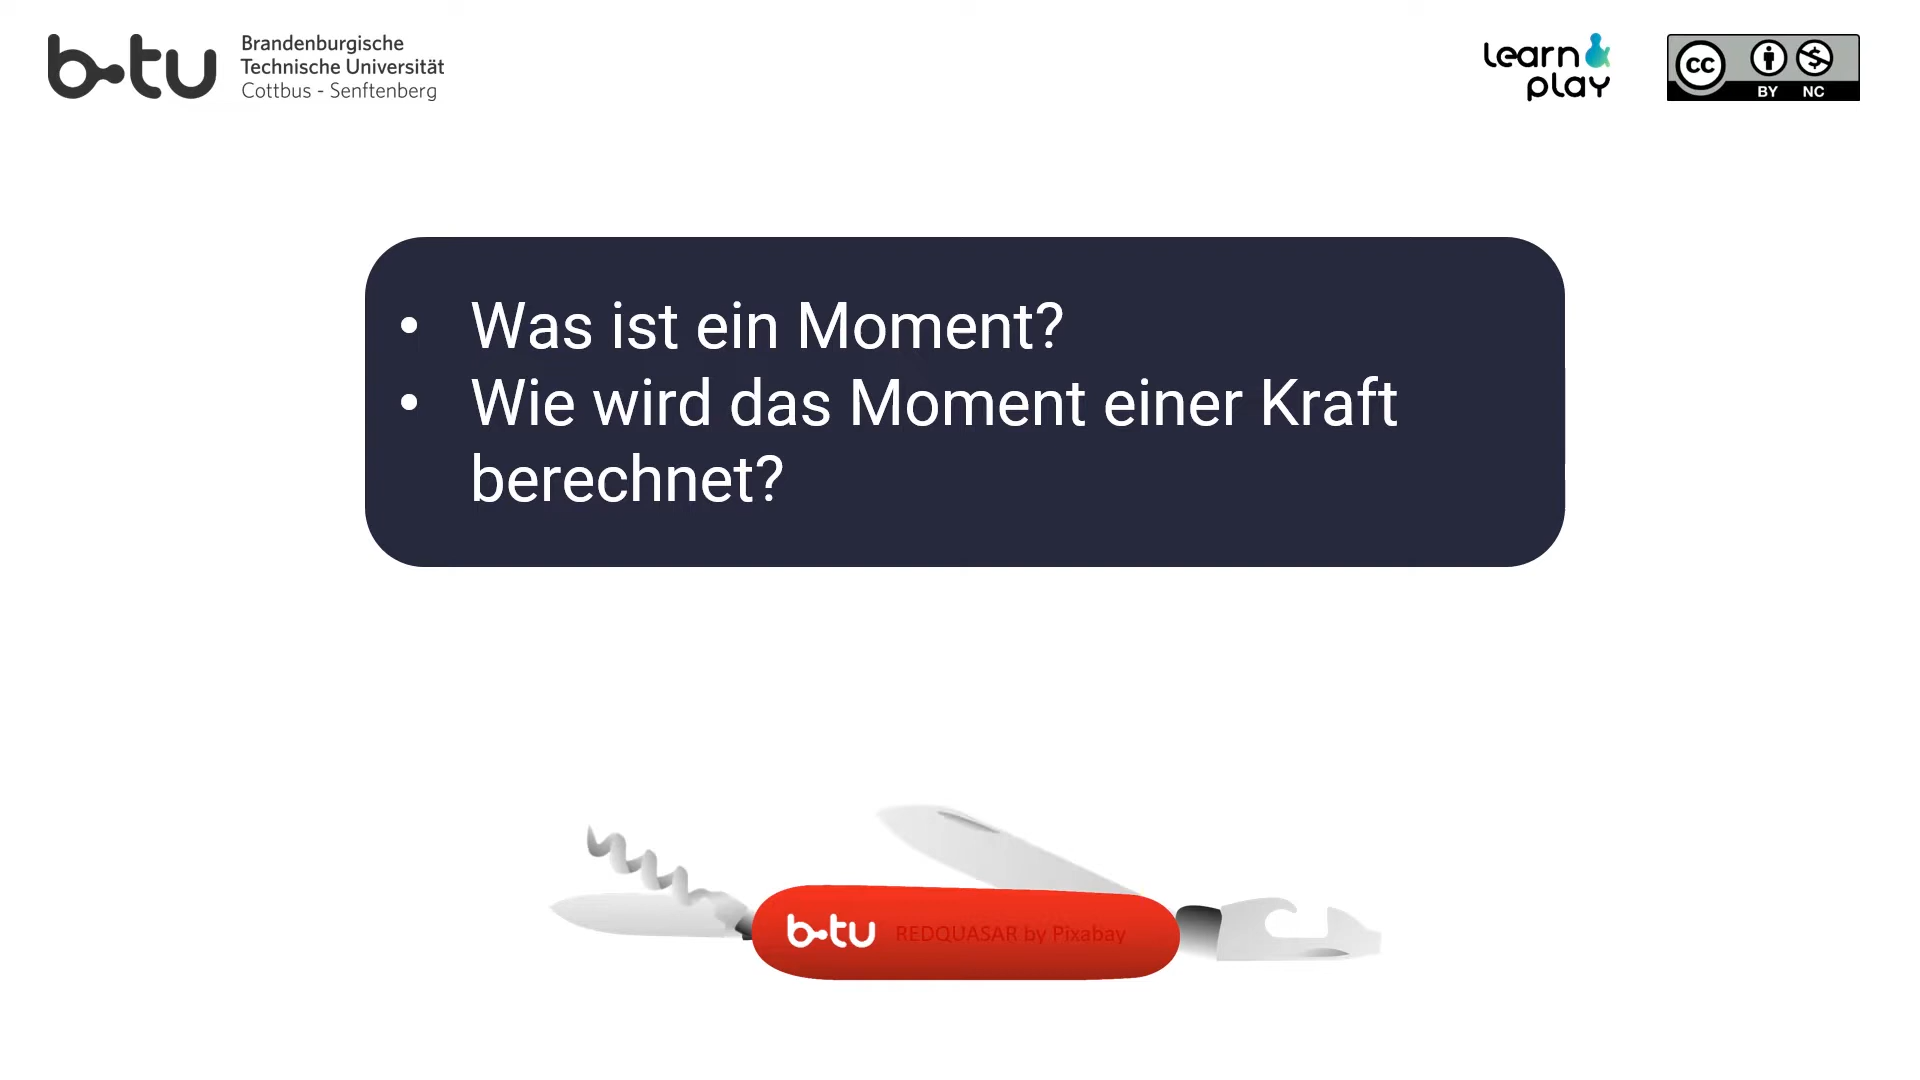 b-tu
Brandenburgische
Technische Universität
Cottbus - Senftenberg
learn &
play
cc
BY NC
• Was ist ein Moment?
• Wie wird das Moment einer Kraft
berechnet?
b-tu REDQUASAR by Pixabay